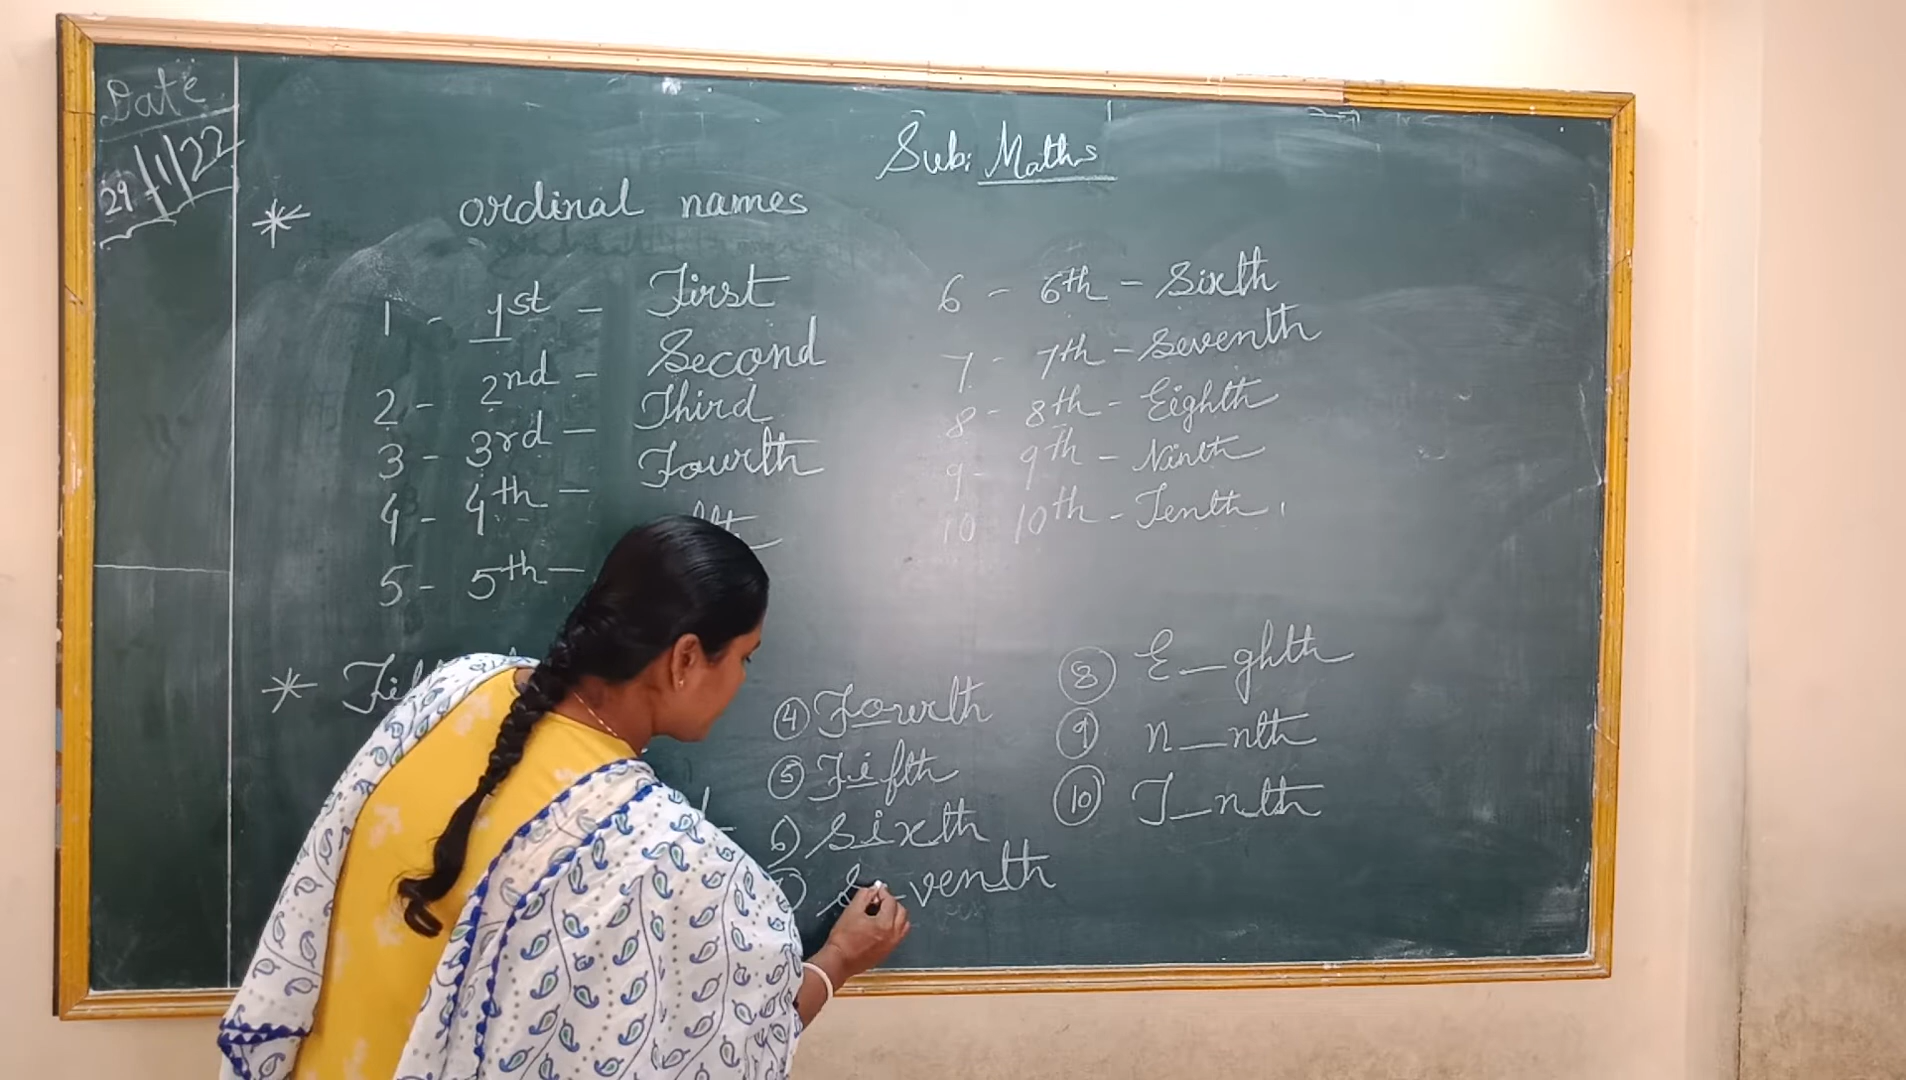 Date
29/1/22
Sub: Maths
* ordinal names
1 - 1st - First
2 - 2nd - Second
3 - 3rd - Third
4 - 4th - Fourth
5 - 5th -
6 - 6th - Sixth
7 - 7th - Seventh
8 - 8th - Eighth
9 - 9th - Ninth
10 10th - Tenth.
*
④ Fourth
⑤ Fifth
6) Sixth
S_venth
⑧ E_ghth
⑨ n_nth
⑩ T_nth